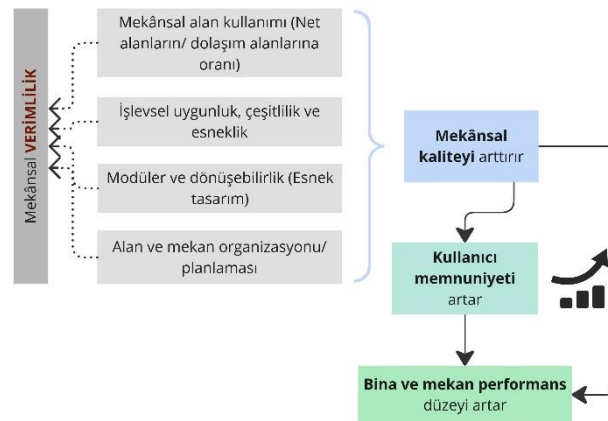 Mekânsal VERİMLİLİK
Mekânsal alan kullanımı (Net
alanların/ dolaşım alanlarına
oranı)
İşlevsel uygunluk, çeşitlilik ve
esneklik
Modüler ve dönüşebilirlik (Esnek
tasarım)
Alan ve mekan organizasyonu/
planlaması
Mekânsal
kaliteyi arttırır
Kullanıcı
memnuniyeti
artar
Bina ve mekan performans
düzeyi artar